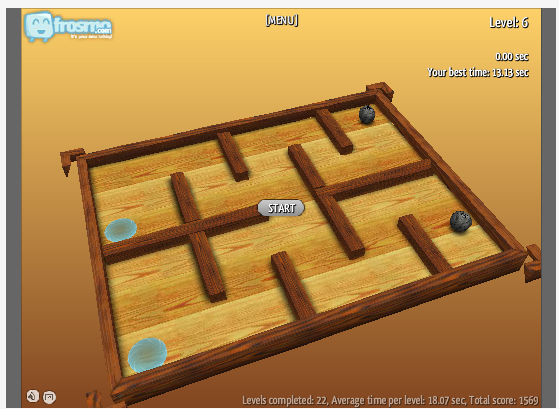 frosmo.com
[MENU]
Level: 6
0.00 sec
Your best time: 13.13 sec
START
Levels completed: 22, Average time per level: 18.07 sec, Total score: 1569